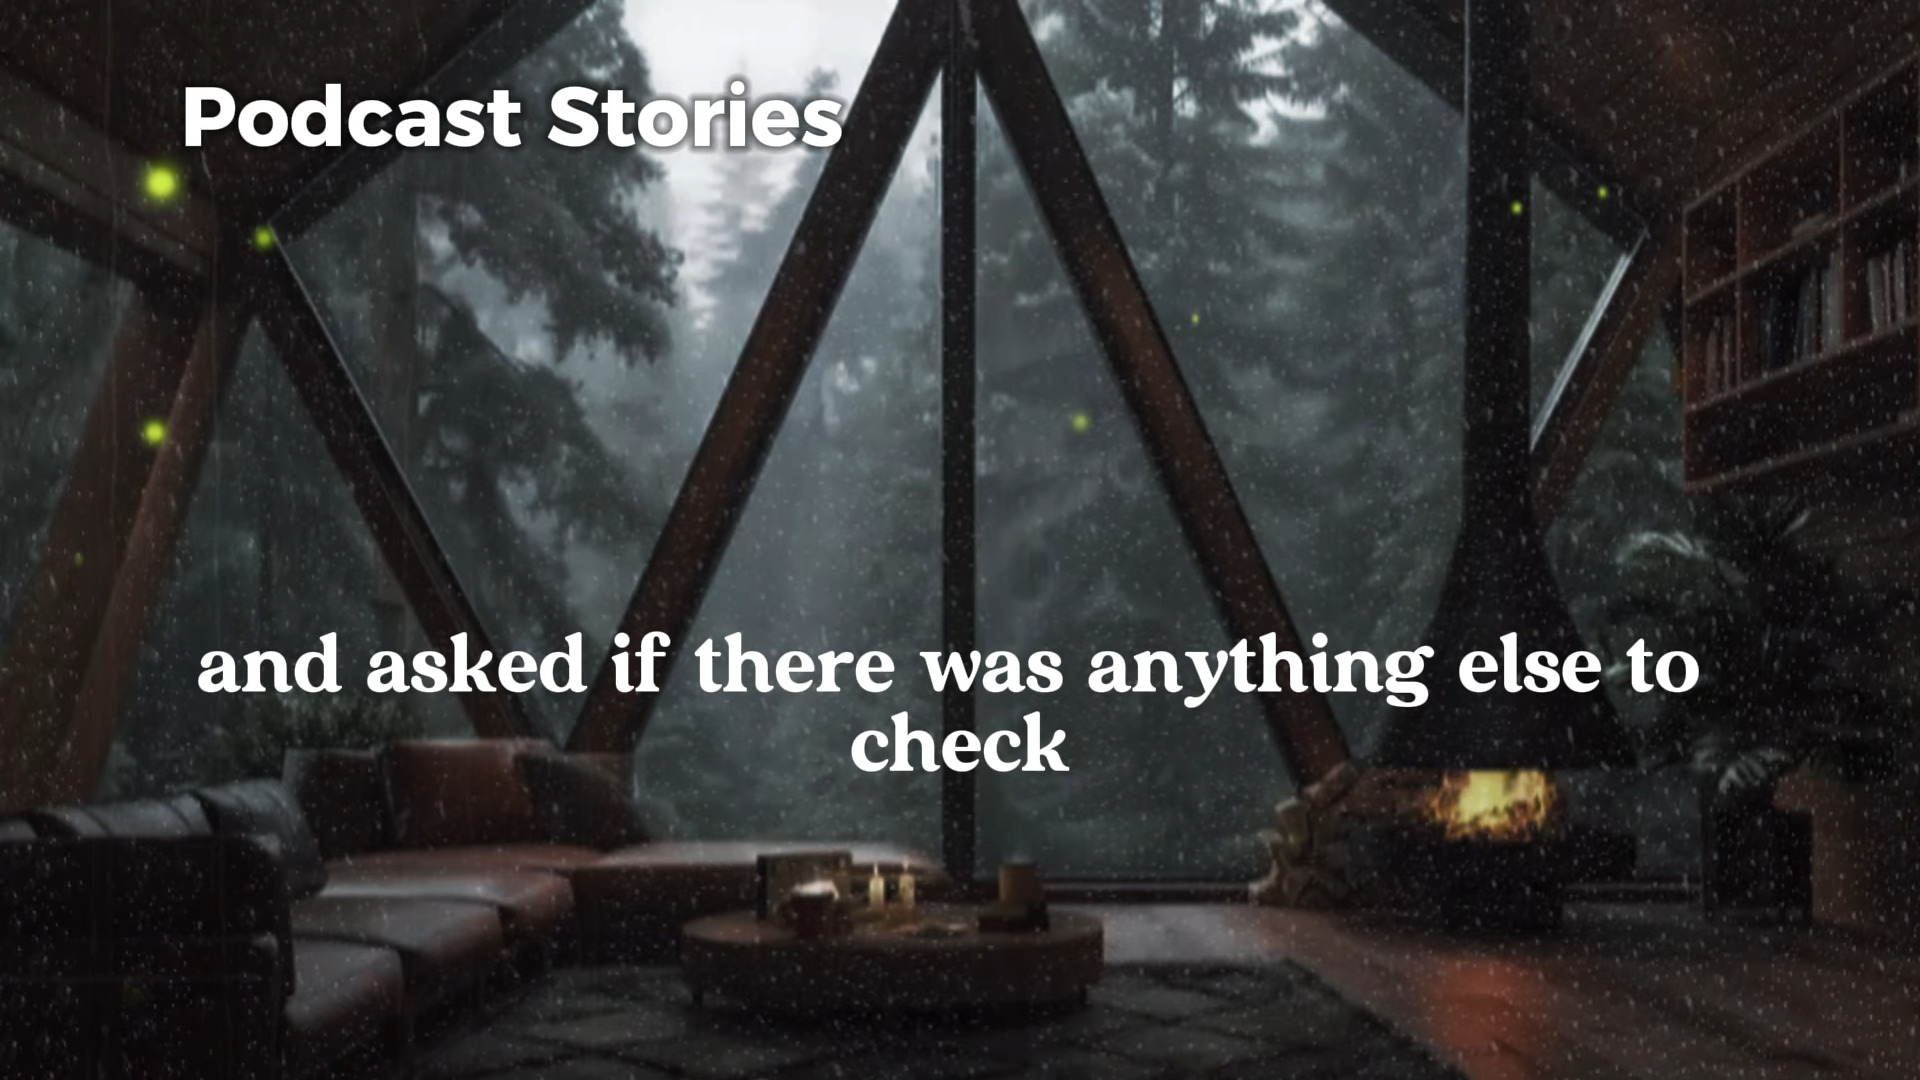 Podcast Stories
and asked if there was anything else to
check